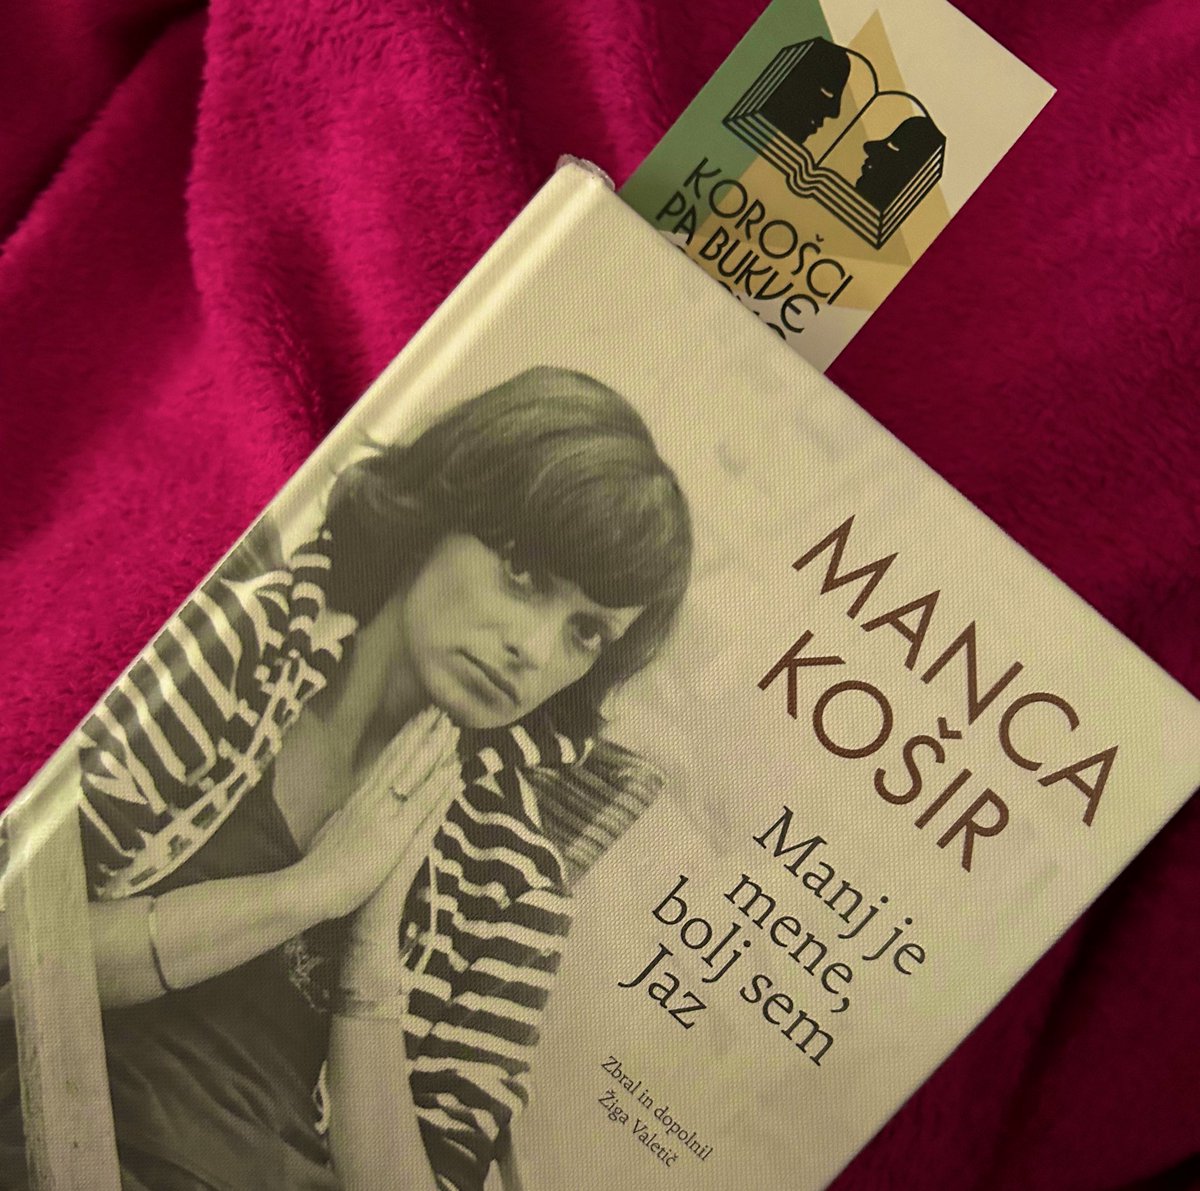 KOROŠCI
PA BUKVE
MANCA
KOŠIR
Manj je
mene,
bolj sem
Jaz
Zbral in dopolnil
Žiga Valetič